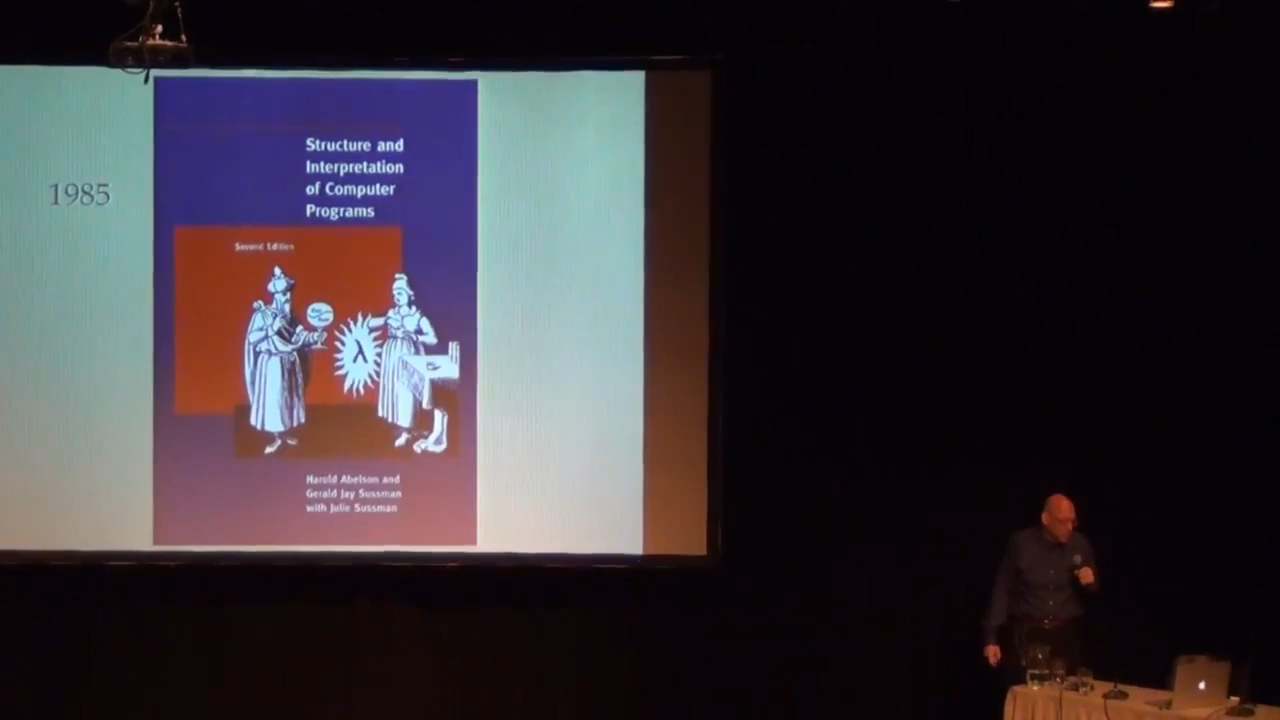 1985
Structure and
Interpretation
of Computer
Programs
Second Edition
λ
Harold Abelson and
Gerald Jay Sussman
with Julie Sussman